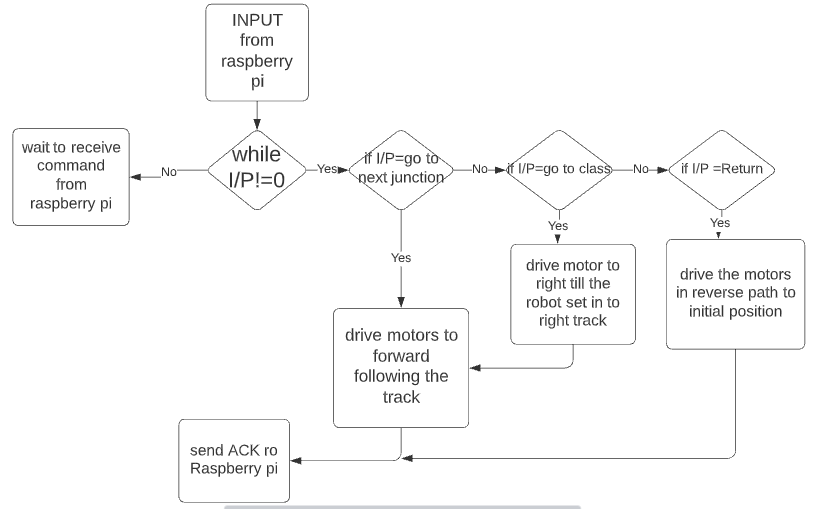 INPUT
from
raspberry
pi
wait to receive
command
from
raspberry pi
No
while
I/P!=0
Yes
if I/P=go to
next junction
No
if I/P=go to class
No
if I/P =Return
Yes
Yes
Yes
drive motor to
right till the
robot set in to
right track
drive the motors
in reverse path to
initial position
drive motors to
forward
following the
track
send ACK ro
Raspberry pi